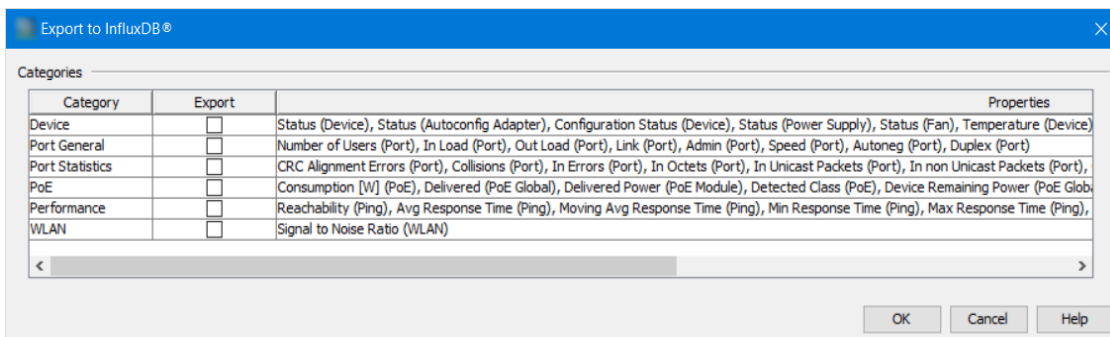 Export to InfluxDB®
Categories
Category Export Properties
Device Status (Device), Status (Autoconfig Adapter), Configuration Status (Device), Status (Power Supply), Status (Fan), Temperature (Device)
Port General Number of Users (Port), In Load (Port), Out Load (Port), Link (Port), Admin (Port), Speed (Port), Autoneg (Port), Duplex (Port)
Port Statistics CRC Alignment Errors (Port), Collisions (Port), In Errors (Port), In Octets (Port), In Unicast Packets (Port), In non Unicast Packets (Port),
PoE Consumption [W] (PoE), Delivered (PoE Global), Delivered Power (PoE Module), Detected Class (PoE), Device Remaining Power (PoE Globa
Performance Reachability (Ping), Avg Response Time (Ping), Moving Avg Response Time (Ping), Min Response Time (Ping), Max Response Time (Ping),
WLAN Signal to Noise Ratio (WLAN)
OK Cancel Help